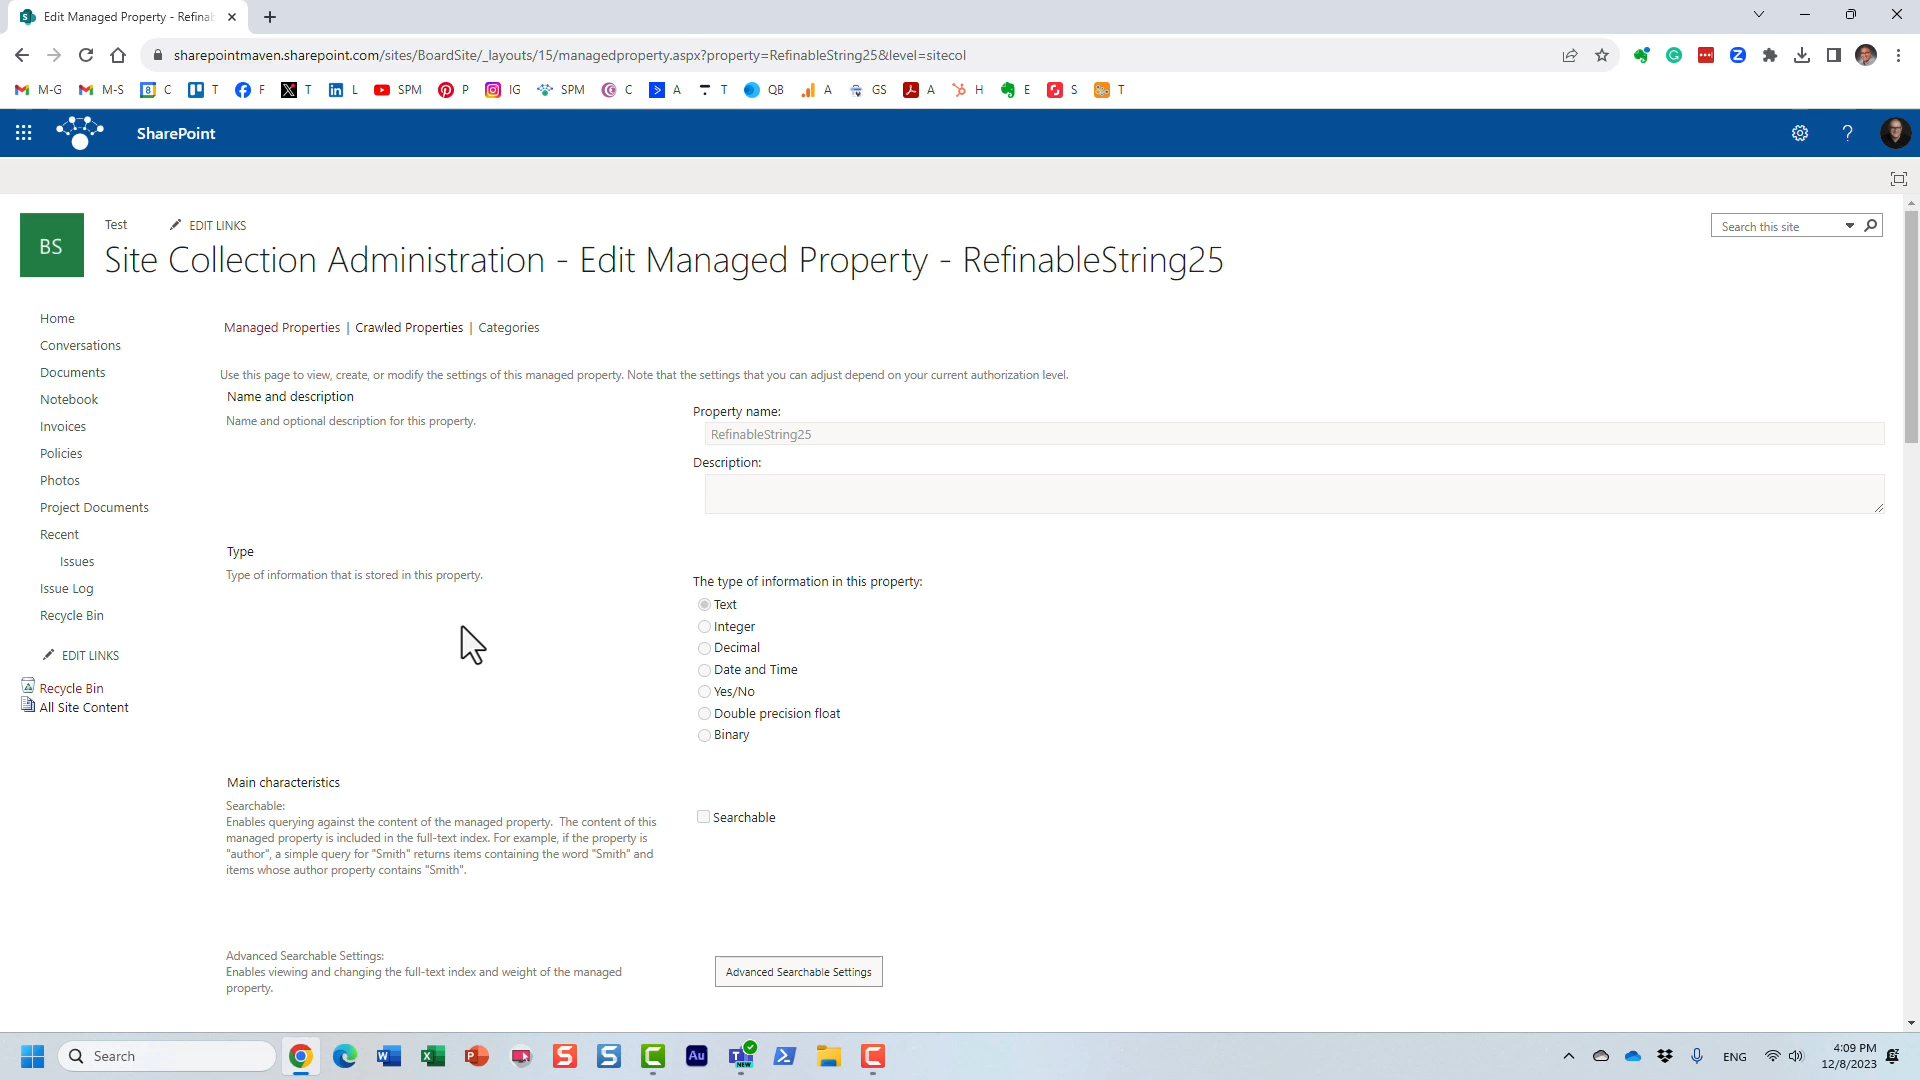 Edit Managed Property - Refinab
sharepointmaven.sharepoint.com/sites/BoardSite/_layouts/15/managedproperty.aspx?property=RefinableString25&level=sitecol
M-G M-S C T F T L SPM P IG SPM C A T QB A GS A H E S T
SharePoint
BS
Test EDIT LINKS
Search this site
Site Collection Administration - Edit Managed Property - RefinableString25
Home
Conversations
Documents
Notebook
Invoices
Policies
Photos
Project Documents
Recent
Issues
Issue Log
Recycle Bin
EDIT LINKS
Recycle Bin
All Site Content
Managed Properties | Crawled Properties | Categories
Use this page to view, create, or modify the settings of this managed property. Note that the settings that you can adjust depend on your current authorization level.
Name and description
Name and optional description for this property.
Property name:
RefinableString25
Description:
Type
Type of information that is stored in this property.
The type of information in this property:
Text
Integer
Decimal
Date and Time
Yes/No
Double precision float
Binary
Main characteristics
Searchable:
Enables querying against the content of the managed property. The content of this
managed property is included in the full-text index. For example, if the property is
"author", a simple query for "Smith" returns items containing the word "Smith" and
items whose author property contains "Smith".
Searchable
Advanced Searchable Settings:
Enables viewing and changing the full-text index and weight of the managed
property.
Advanced Searchable Settings
Search
ENG
4:09 PM
12/8/2023